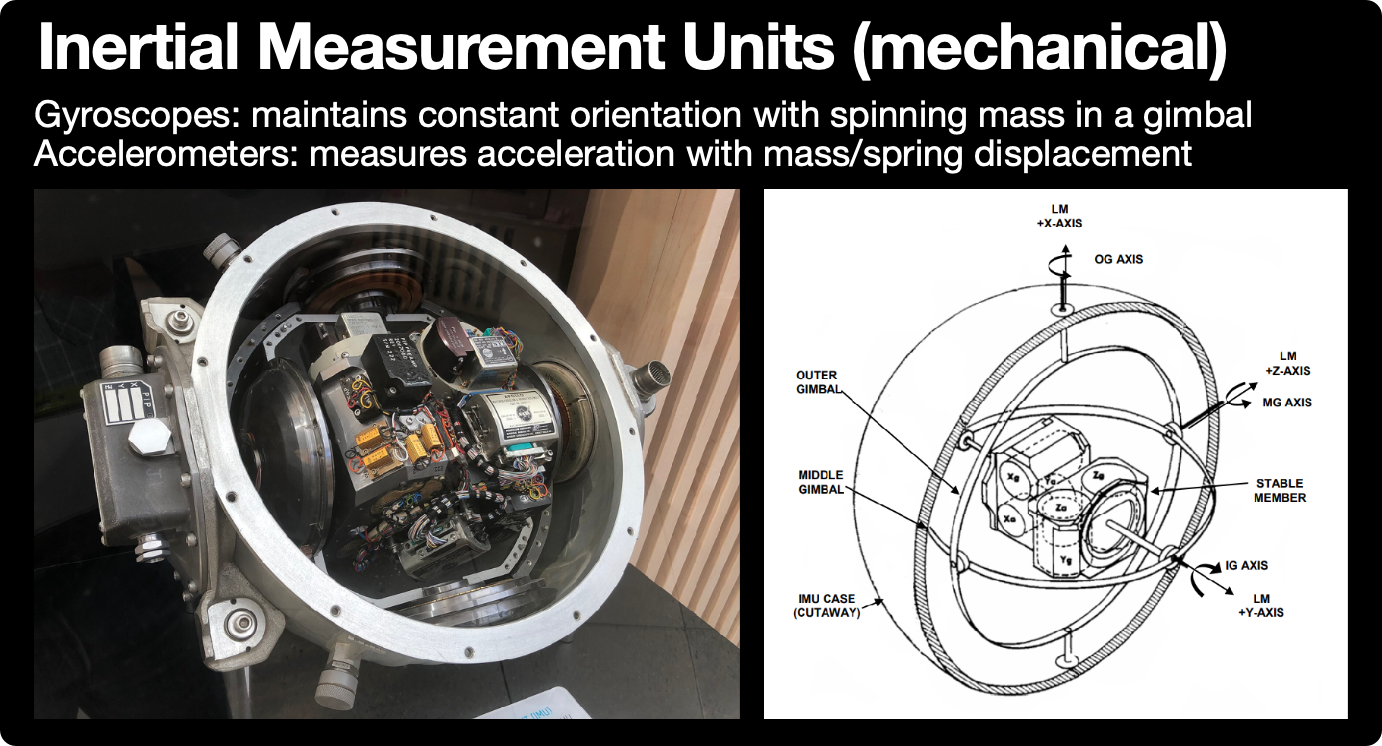 Inertial Measurement Units (mechanical)
Gyroscopes: maintains constant orientation with spinning mass in a gimbal
Accelerometers: measures acceleration with mass/spring displacement
PIP
X
Y
Z
LM
+X-AXIS
OG AXIS
LM
+Z-AXIS
MG AXIS
OUTER
GIMBAL
MIDDLE
GIMBAL
STABLE
MEMBER
Xg
Ya
Zg
Xa
Za
Yg
IG AXIS
LM
+Y-AXIS
IMU CASE
(CUTAWAY)
(IMU)